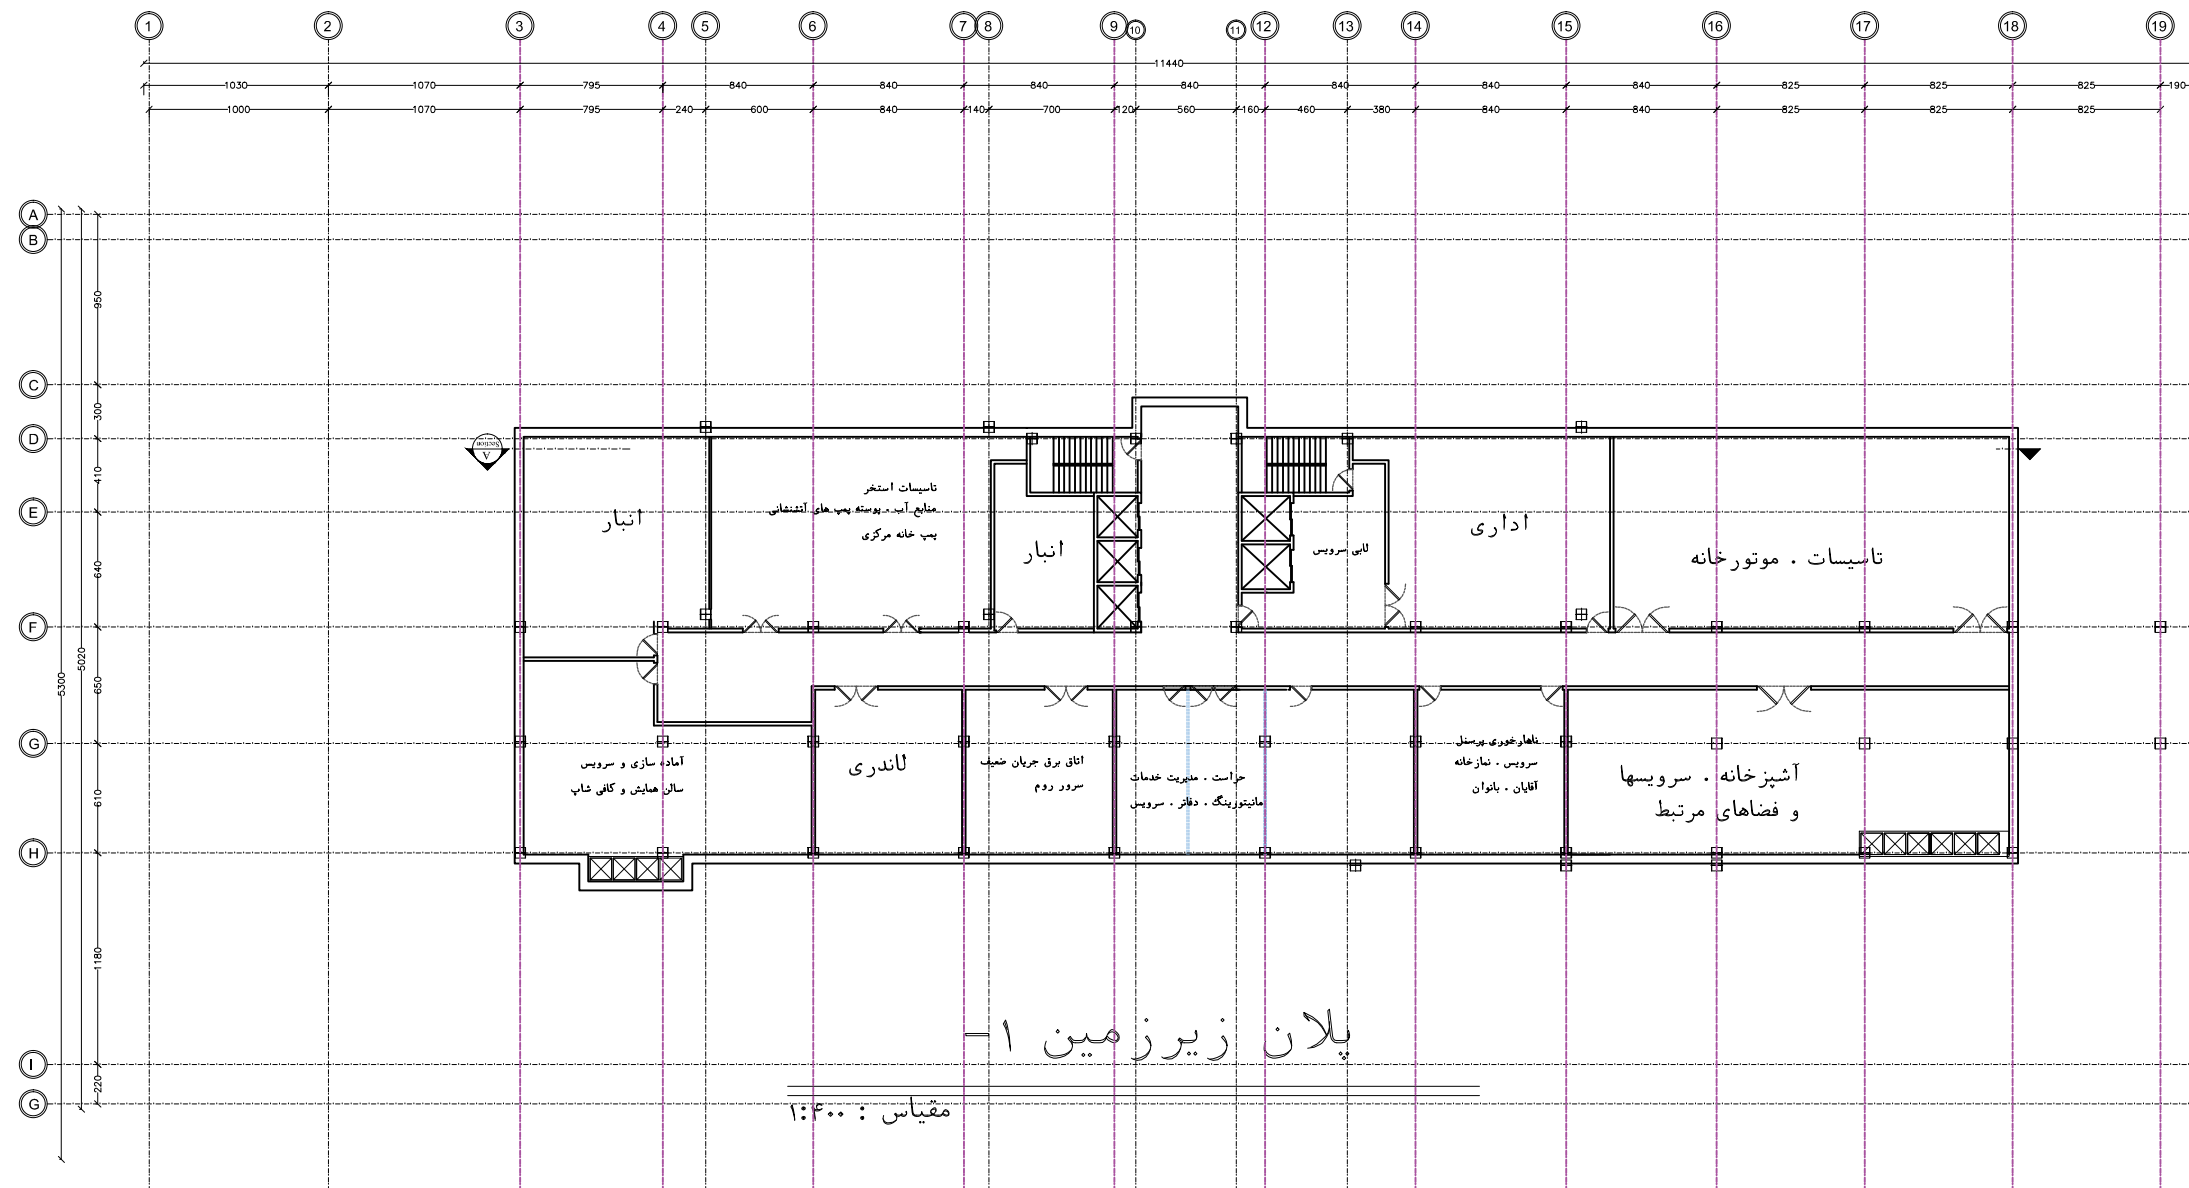 1 2 3 4 5 6 7 8 9 10 11 12 13 14 15 16 17 18 19
11440
1030 1070 795 840 840 840 840 840 840 840 825 825 825 190
1000 1070 795 240 600 840 140 700 120 560 160 460 380 840 840 825 825 825
A
B
C
D
E
F
G
H
I
G
950
300
410
640
650
610
1180
220
5020
5300
Section
A
انبار
تاسیسات استخر
منابع آب . پوسته پمپ های آتشنشانی
پمپ خانه مرکزی
انبار
لابی سرویس
اداری
تاسیسات . موتورخانه
آماده سازی و سرویس
سالن همایش و کافی شاپ
لاندری
اتاق برق جریان ضعیف
سرور روم
حراست . مدیریت خدمات
مانیتورینگ . دفاتر . سرویس
ناهارخوری پرسنل
سرویس . نمازخانه
آقایان . بانوان
آشپزخانه . سرویسها
و فضاهای مرتبط
پلان زیرزمین ۱-
مقیاس : ۱:۴۰۰